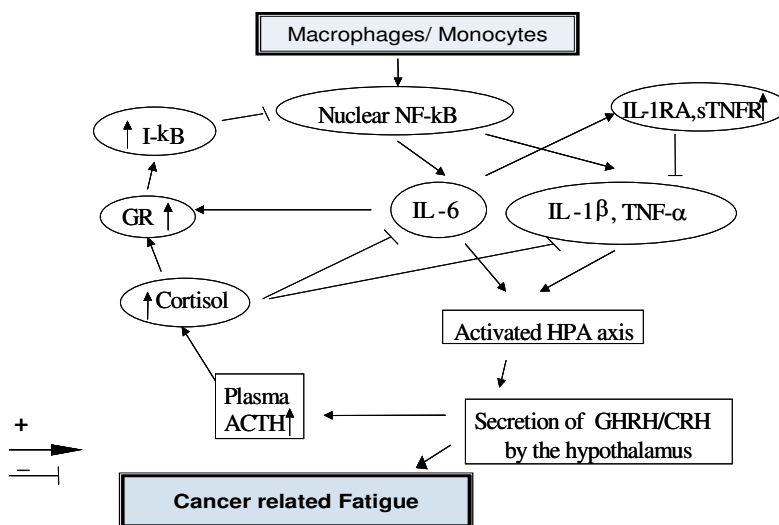 Macrophages/ Monocytes
Nuclear NF-kB
IL-1RA,sTNFR
I-kB
GR
IL-6
IL-1β, TNF-α
Cortisol
Activated HPA axis
Plasma
ACTH
Secretion of GHRH/CRH
by the hypothalamus
+
–
Cancer related Fatigue